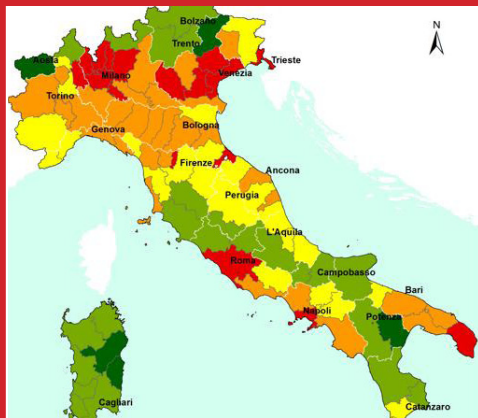 N
Bolzano
Aosta
Trento
Trieste
Milano
Venezia
Torino
Genova
Bologna
Firenze
Ancona
Perugia
L'Aquila
Roma
Campobasso
Bari
Napoli
Potenza
Cagliari
Catanzaro